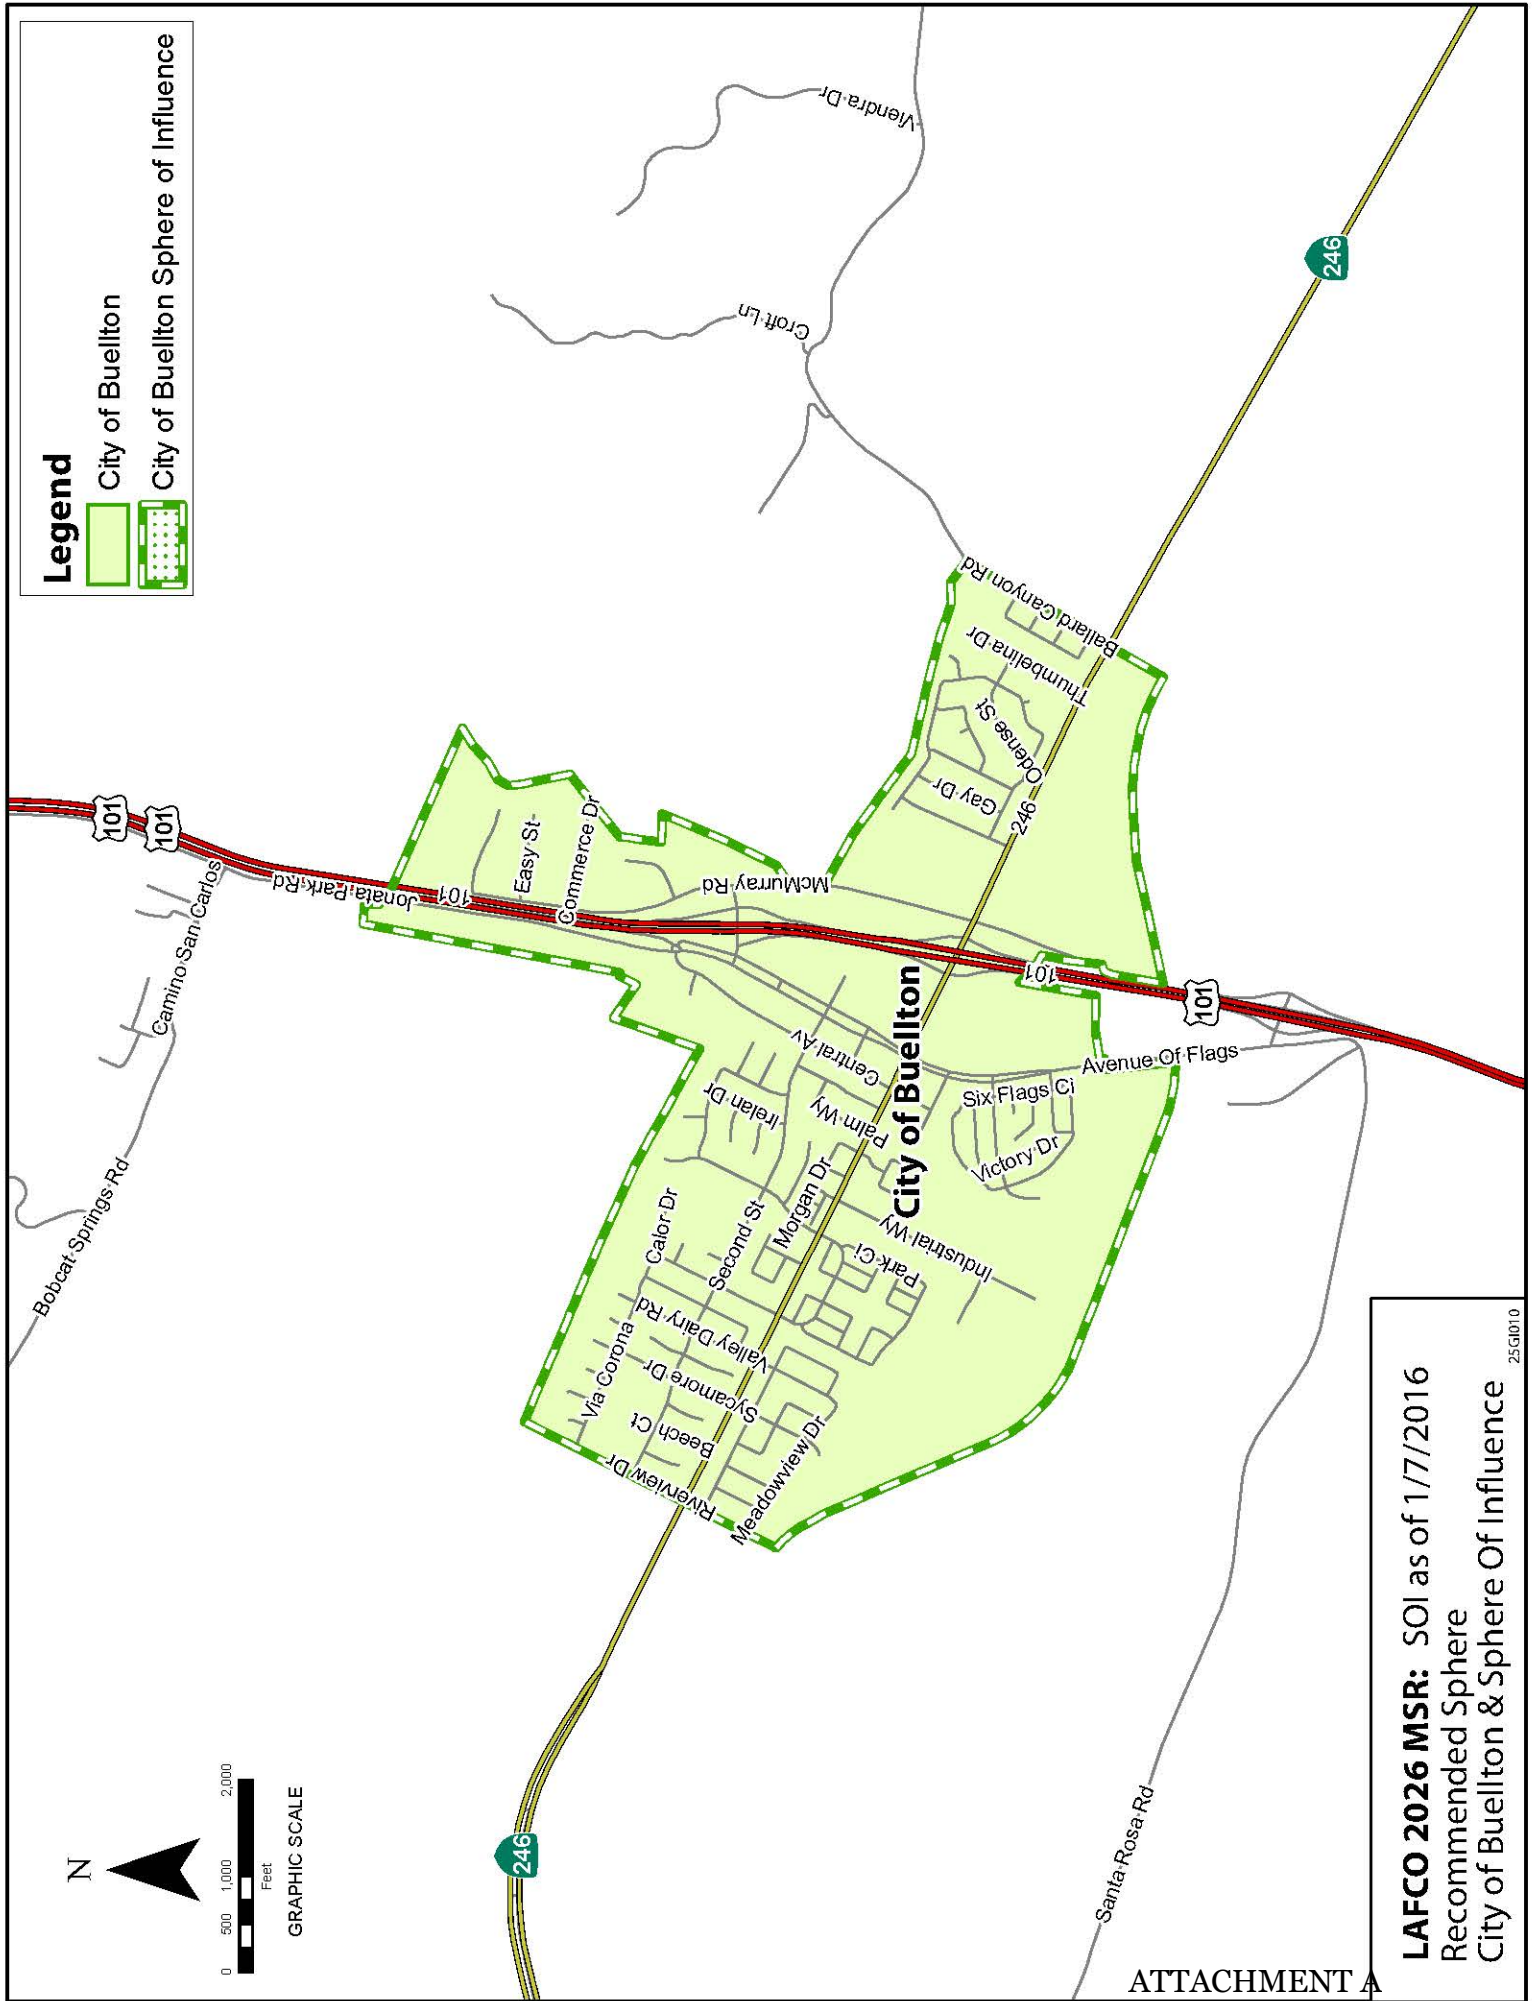 N
0 500 1,000 2,000
Feet
GRAPHIC SCALE
Legend
City of Buellton
City of Buellton Sphere of Influence
101
101
Jonata Park Rd
101
Camino San Carlos
Bobcat Springs Rd
Easy St
Commerce Dr
McMurray Rd
Viendra Dr
Croft Ln
Ballard Canyon Rd
Thumbelina Dr
Odense St
Gay Dr
246
246
246
Central Av
Irelan Dr
Palm Wy
City of Buellton
101
101
Avenue Of Flags
Six Flags Ci
Victory Dr
Calor Dr
Second St
Morgan Dr
Industrial Wy
Park Ci
Via Corona
Valley Dairy Rd
Sycamore Dr
Beech Ct
Riverview Dr
Meadowview Dr
Santa Rosa Rd
LAFCO 2026 MSR: SOI as of 1/7/2016
Recommended Sphere
City of Buellton & Sphere Of Influence
25GI010
ATTACHMENT A